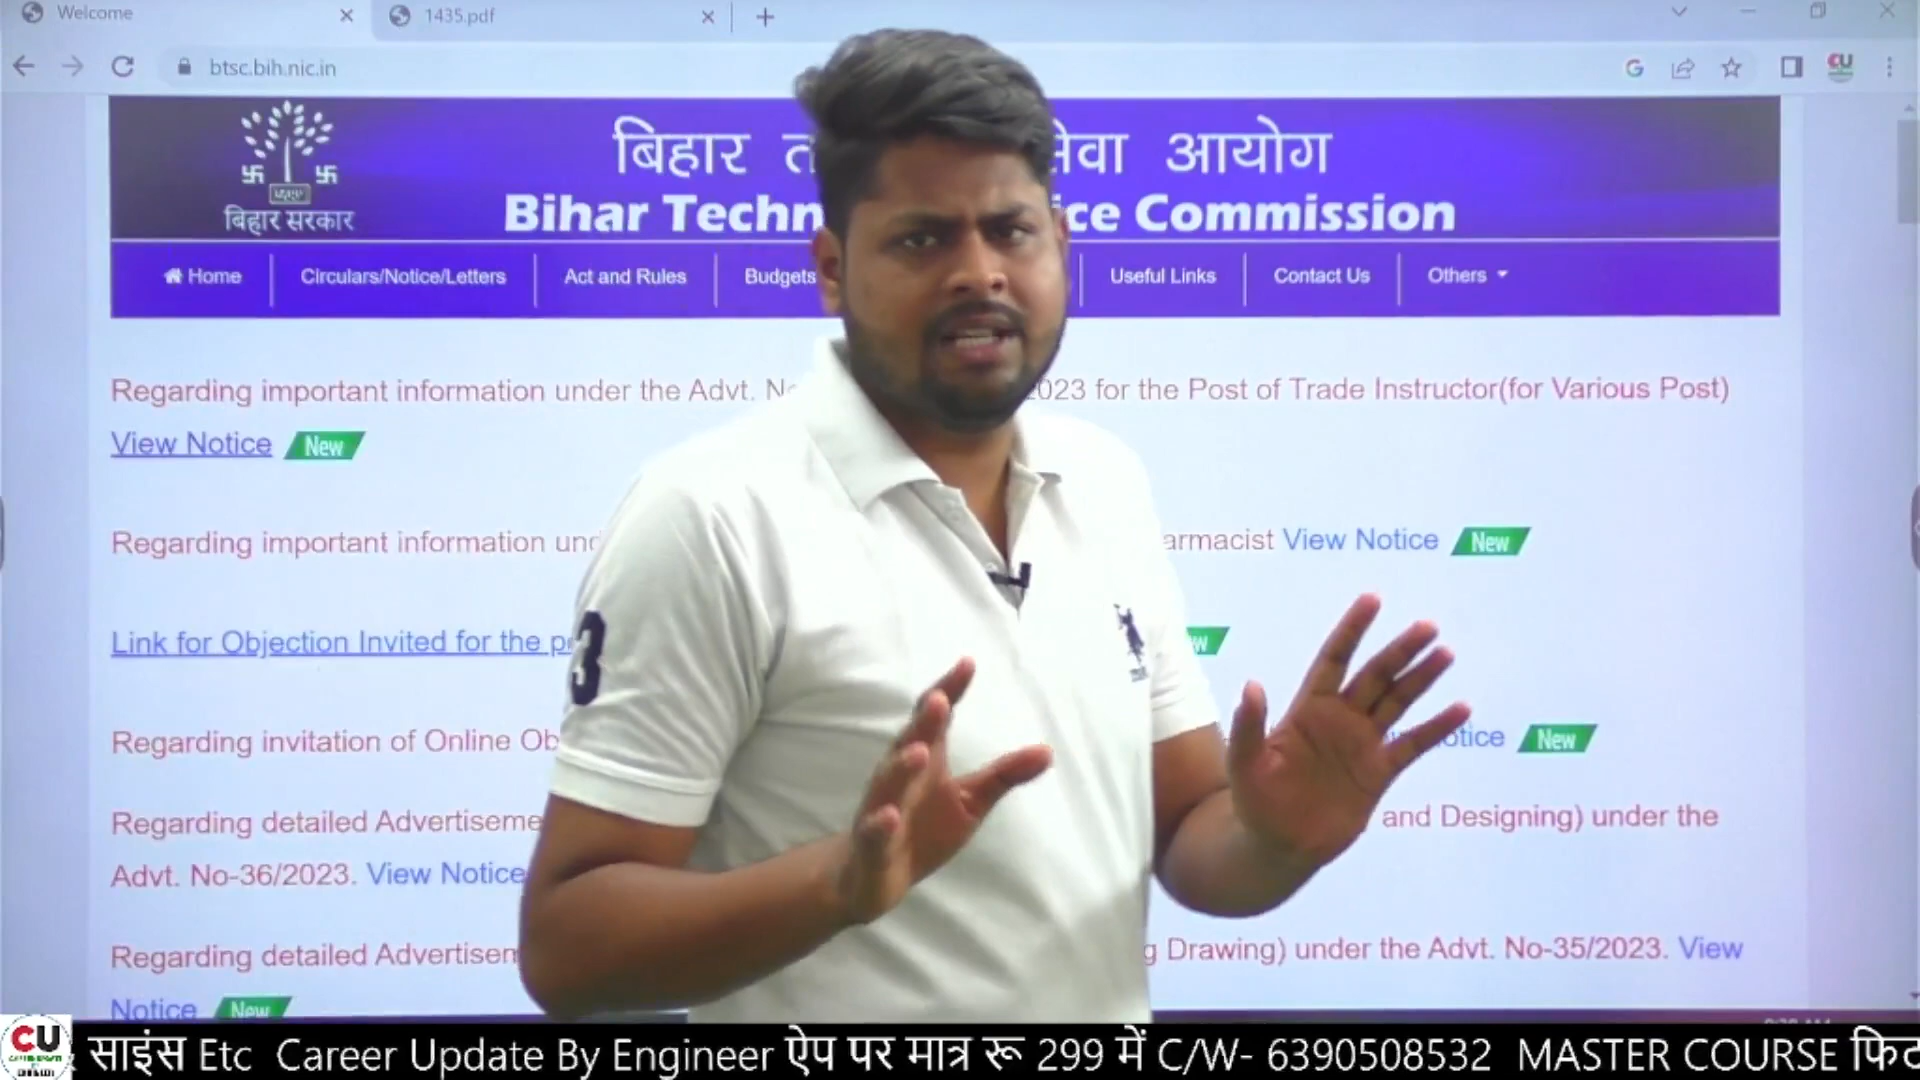 Welcome
1435.pdf
btsc.bih.nic.in
बिहार सेवा आयोग
Bihar Techn ice Commission
बिहार सरकार
Home Circulars/Notice/Letters Act and Rules Budgets Useful Links Contact Us Others
Regarding important information under the Advt. 2023 for the Post of Trade Instructor(for Various Post)
View Notice New
Regarding important information armacist View Notice New
Link for Objection Invited for the
Regarding invitation of Online Ob otice New
Regarding detailed Advertiseme and Designing) under the
Advt. No-36/2023. View Notice
Regarding detailed Advertisem g Drawing) under the Advt. No-35/2023. View
Notice New
3
CU
साइंस Etc Career Update By Engineer ऐप पर मात्र रू 299 में C/W- 6390508532 MASTER COURSE